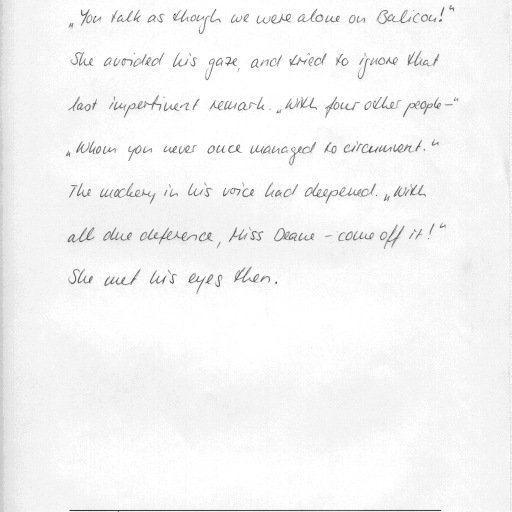 „You talk as though we were alone on Balicou!“
She avoided his gaze, and tried to ignore that
last impertinent remark. „With four other people–“
„Whom you never once managed to circumvent.“
The mockery in his voice had deepened. „With
all due deference, Miss Deane – come off it!“
She met his eyes then.